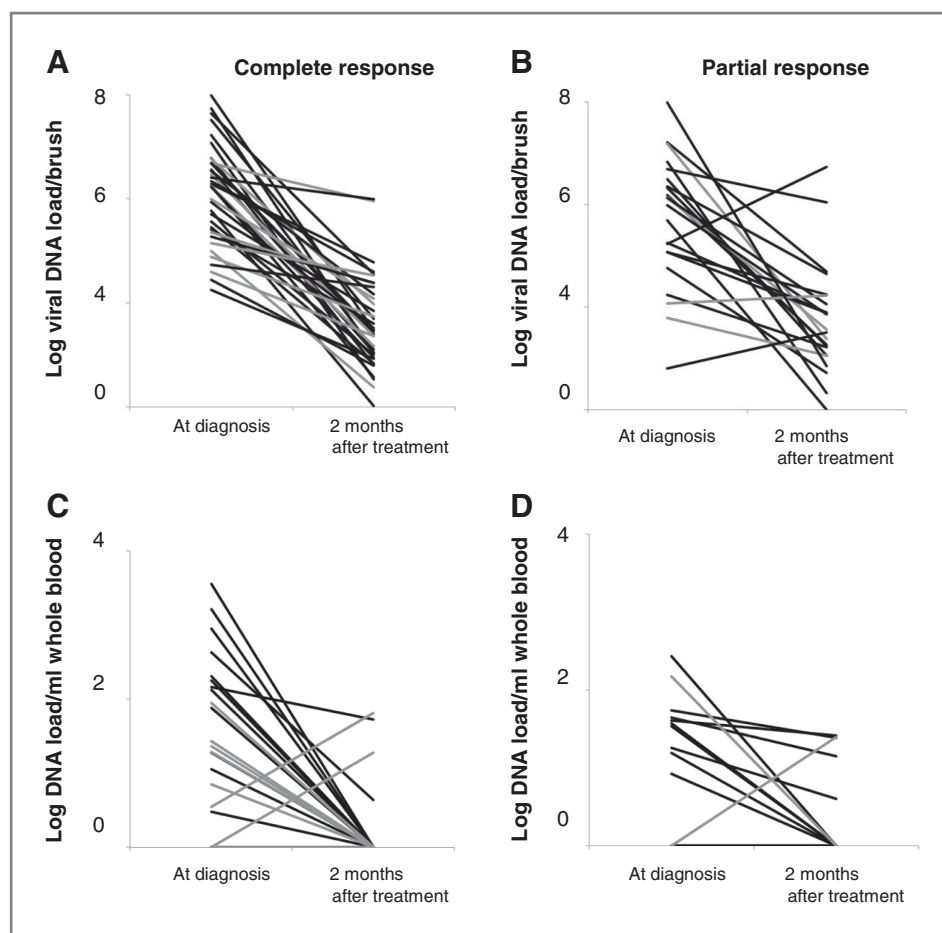 A
Complete response
Log viral DNA load/brush
8
6
4
0
At diagnosis
2 months
after treatment
B
Partial response
Log viral DNA load/brush
8
6
4
0
At diagnosis
2 months
after treatment
C
Log DNA load/ml whole blood
4
2
0
At diagnosis
2 months
after treatment
D
Log DNA load/ml whole blood
4
2
0
At diagnosis
2 months
after treatment